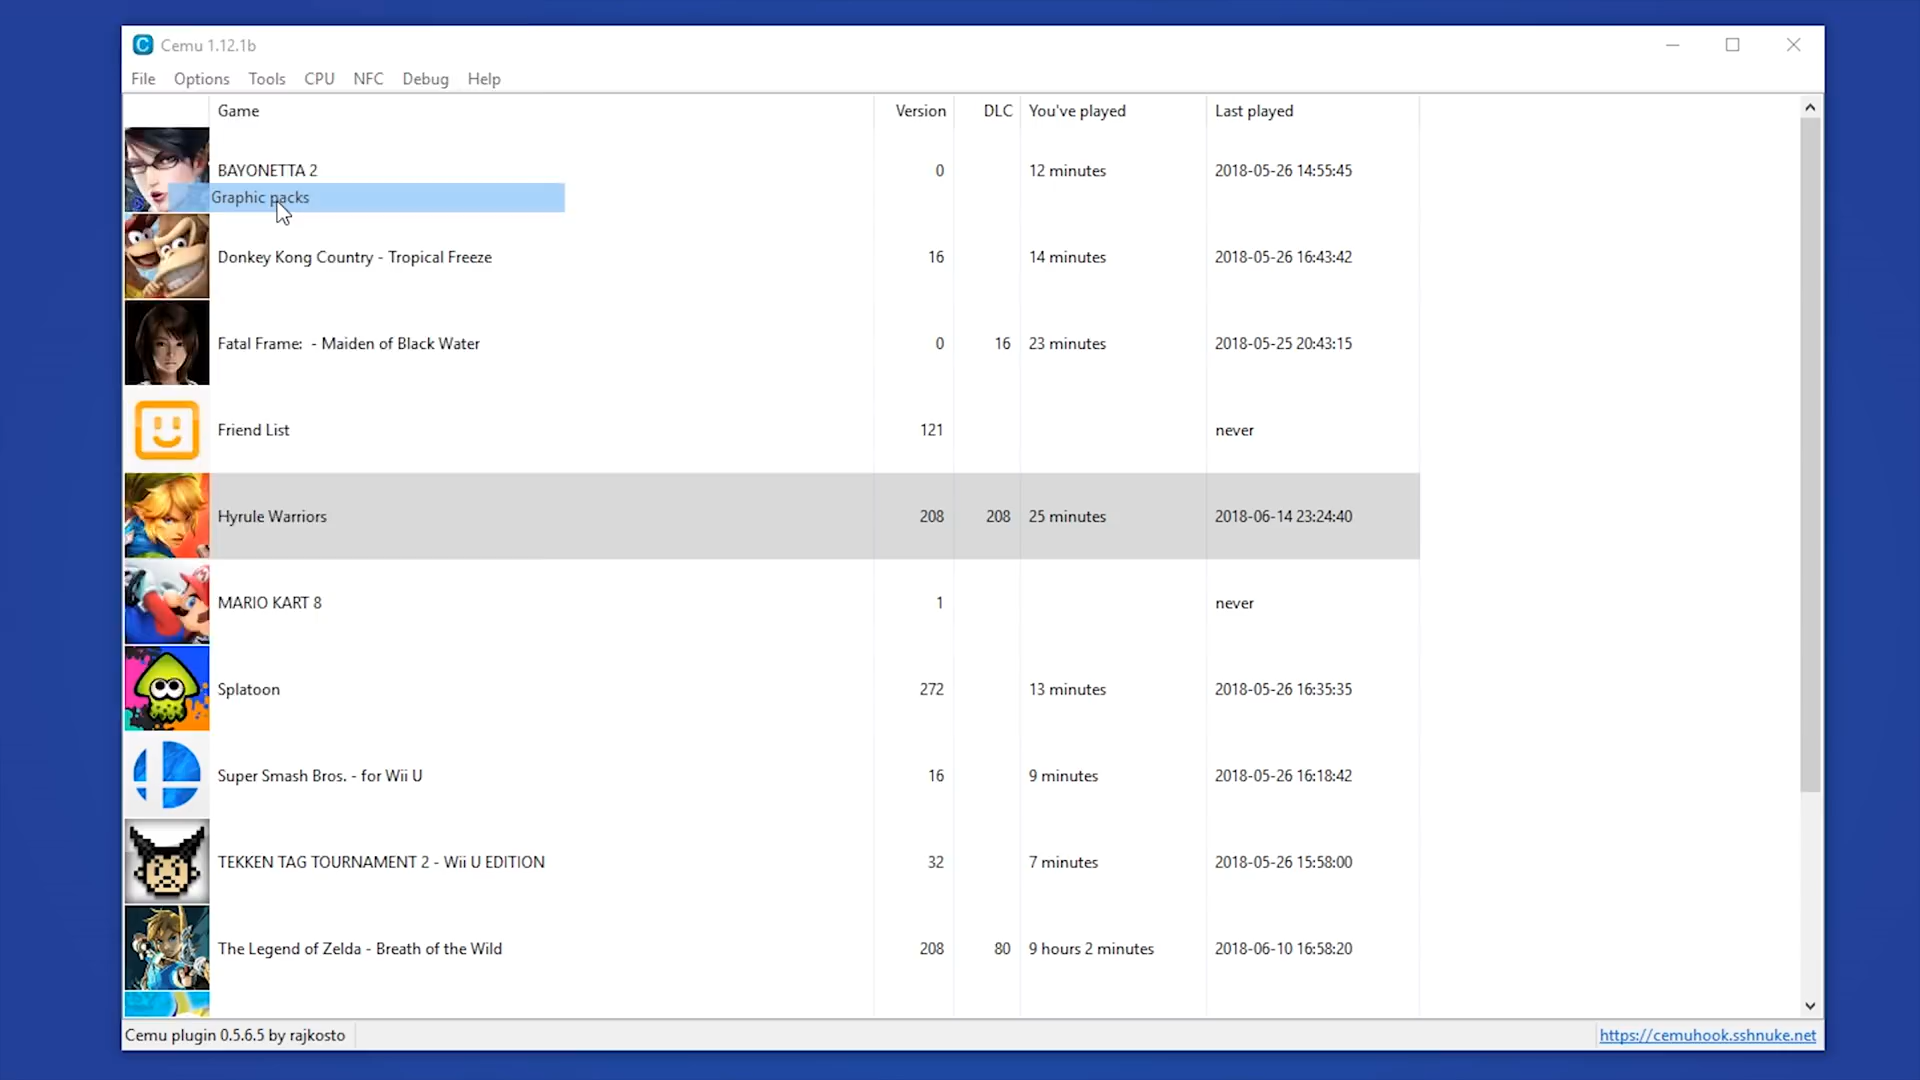 Cemu 1.12.1b
File Options Tools CPU NFC Debug Help
Game Version DLC You've played Last played
BAYONETTA 2 0 12 minutes 2018-05-26 14:55:45
Graphic packs
Donkey Kong Country - Tropical Freeze 16 14 minutes 2018-05-26 16:43:42
Fatal Frame:  - Maiden of Black Water 0 16 23 minutes 2018-05-25 20:43:15
Friend List 121 never
Hyrule Warriors 208 208 25 minutes 2018-06-14 23:24:40
MARIO KART 8 1 never
Splatoon 272 13 minutes 2018-05-26 16:35:35
Super Smash Bros. - for Wii U 16 9 minutes 2018-05-26 16:18:42
TEKKEN TAG TOURNAMENT 2 - Wii U EDITION 32 7 minutes 2018-05-26 15:58:00
The Legend of Zelda - Breath of the Wild 208 80 9 hours 2 minutes 2018-06-10 16:58:20
Cemu plugin 0.5.6.5 by rajkosto https://cemuhook.sshnuke.net